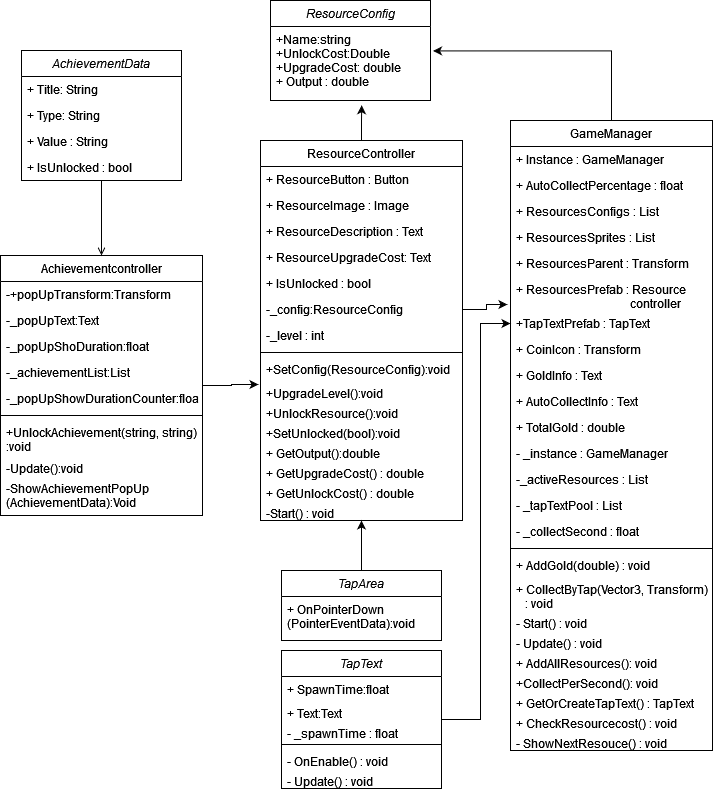 ResourceConfig
+Name:string
+UnlockCost:Double
+UpgradeCost: double
+ Output : double
AchievementData
+ Title: String
+ Type: String
+ Value : String
+ IsUnlocked : bool
Achievementcontroller
-+popUpTransform:Transform
-_popUpText:Text
-_popUpShoDuration:float
-_achievementList:List
-_popUpShowDurationCounter:floa
+UnlockAchievement(string, string)
:void
-Update():void
-ShowAchievementPopUp
(AchievementData):Void
ResourceController
+ ResourceButton : Button
+ ResourceImage : Image
+ ResourceDescription : Text
+ ResourceUpgradeCost: Text
+ IsUnlocked : bool
-_config:ResourceConfig
-_level : int
+SetConfig(ResourceConfig):void
+UpgradeLevel():void
+UnlockResource():void
+SetUnlocked(bool):void
+ GetOutput():double
+ GetUpgradeCost() : double
+ GetUnlockCost() : double
-Start() : void
TapArea
+ OnPointerDown
(PointerEventData):void
TapText
+ SpawnTime:float
+ Text:Text
- _spawnTime : float
- OnEnable() : void
- Update() : void
GameManager
+ Instance : GameManager
+ AutoCollectPercentage : float
+ ResourcesConfigs : List
+ ResourcesSprites : List
+ ResourcesParent : Transform
+ ResourcesPrefab : Resource
controller
+TapTextPrefab : TapText
+ CoinIcon : Transform
+ GoldInfo : Text
+ AutoCollectInfo : Text
+ TotalGold : double
- _instance : GameManager
-_activeResources : List
- _tapTextPool : List
- _collectSecond : float
+ AddGold(double) : void
+ CollectByTap(Vector3, Transform)
: void
- Start() : void
- Update() : void
+ AddAllResources() : void
+CollectPerSecond() : void
+ GetOrCreateTapText() : TapText
+ CheckResourcecost() : void
- ShowNextResouce() : void